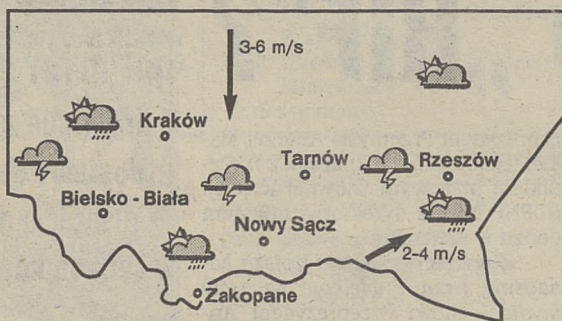 3-6 m/s
Kraków
Tarnów
Rzeszów
Bielsko - Biała
Nowy Sącz
2-4 m/s
Zakopane